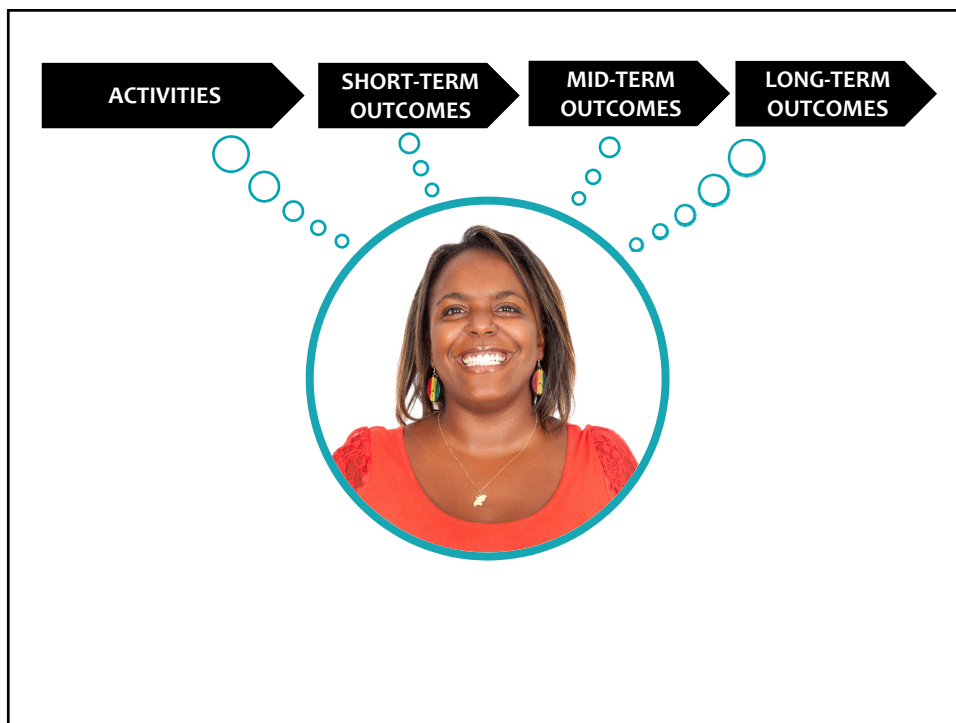 ACTIVITIES
SHORT-TERM
OUTCOMES
MID-TERM
OUTCOMES
LONG-TERM
OUTCOMES